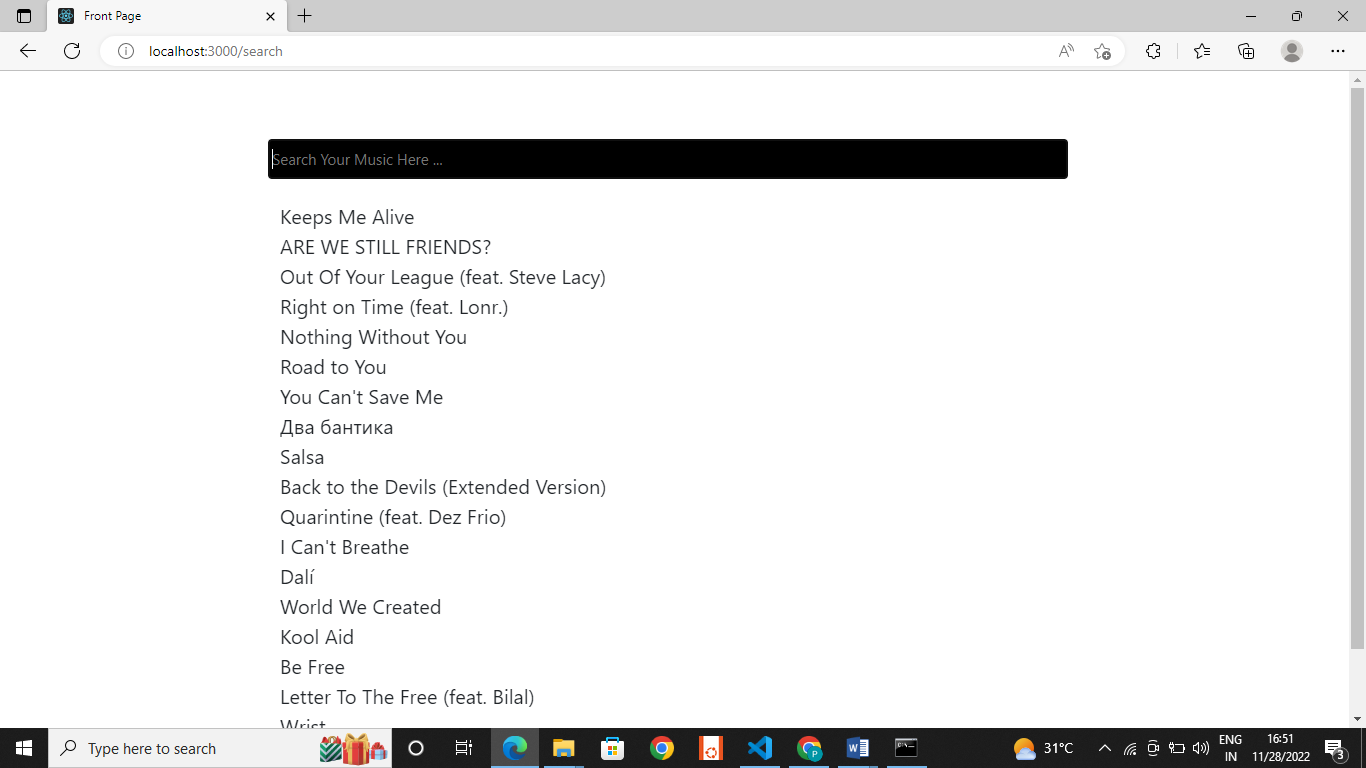 Front Page
localhost:3000/search
Search Your Music Here ...
Keeps Me Alive
ARE WE STILL FRIENDS?
Out Of Your League (feat. Steve Lacy)
Right on Time (feat. Lonr.)
Nothing Without You
Road to You
You Can't Save Me
Два бантика
Salsa
Back to the Devils (Extended Version)
Quarintine (feat. Dez Frio)
I Can't Breathe
Dalí
World We Created
Kool Aid
Be Free
Letter To The Free (feat. Bilal)
Wrist
Type here to search
31°C
ENG
IN
16:51
11/28/2022
3